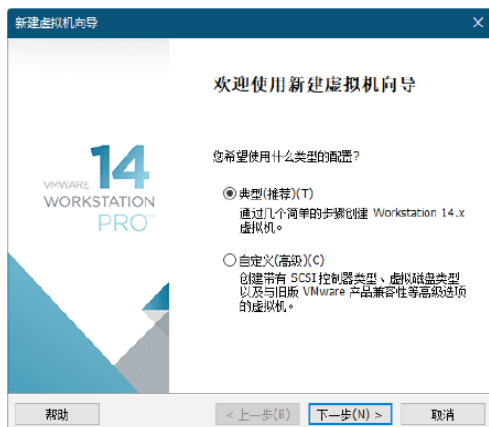 新建虚拟机向导
欢迎使用新建虚拟机向导
14
VMWARE
WORKSTATION
PRO™
您希望使用什么类型的配置?
典型(推荐)(T)
通过几个简单的步骤创建 Workstation 14.x
虚拟机。
自定义(高级)(C)
创建带有 SCSI 控制器类型、虚拟磁盘类型
以及与旧版 VMware 产品兼容性等高级选项
的虚拟机。
帮助
< 上一步(B)
下一步(N) >
取消